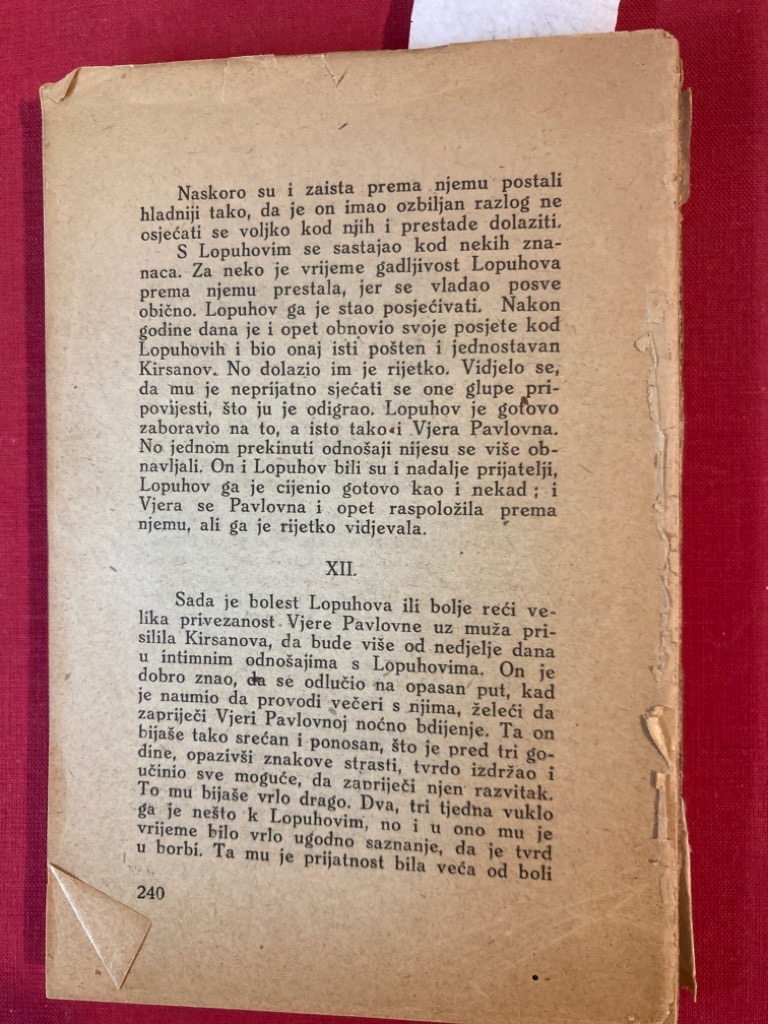 Naskoro su i zaista prema njemu postali
hladniji tako, da je on imao ozbiljan razlog ne
osjećati se voljko kod njih i prestade dolaziti.
S Lopuhovim se sastajao kod nekih zna-
naca. Za neko je vrijeme gadljivost Lopuhova
prema njemu prestala, jer se vladao posve
obično. Lopuhov ga je stao posjećivati. Nakon
godine dana je i opet obnovio svoje posjete kod
Lopuhovih i bio onaj isti pošten i jednostavan
Kirsanov. No dolazio im je rijetko. Vidjelo se,
da mu je neprijatno sjećati se one glupe pri-
povijesti, što ju je odigrao. Lopuhov je gotovo
zaboravio na to, a isto tako i Vjera Pavlovna.
No jednom prekinuti odnošaji nijesu se više ob-
navljali. On i Lopuhov bili su i nadalje prijatelji,
Lopuhov ga je cijenio gotovo kao i nekad ; i
Vjera se Pavlovna i opet raspoložila prema
njemu, ali ga je rijetko vidjevala.
XII.
Sada je bolest Lopuhova ili bolje reći ve-
lika privezanost Vjere Pavlovne uz muža pri-
silila Kirsanova, da bude više od nedjelje dana
u intimnim odnošajima s Lopuhovima. On je
dobro znao, da se odlučio na opasan put, kad
je naumio da provodi večeri s njima, želeći da
zapriječi Vjeri Pavlovnoj noćno bdijenje. Ta on
bijaše tako srećan i ponosan, što je pred tri go-
dine, opazivši znakove strasti, tvrdo izdržao i
učinio sve moguće, da zapriječi njen razvitak.
To mu bijaše vrlo drago. Dva, tri tjedna vuklo
ga je nešto k Lopuhovim, no i u ono mu je
vrijeme bilo vrlo ugodno saznanje, da je tvrd
u borbi. Ta mu je prijatnost bila veća od boli
240